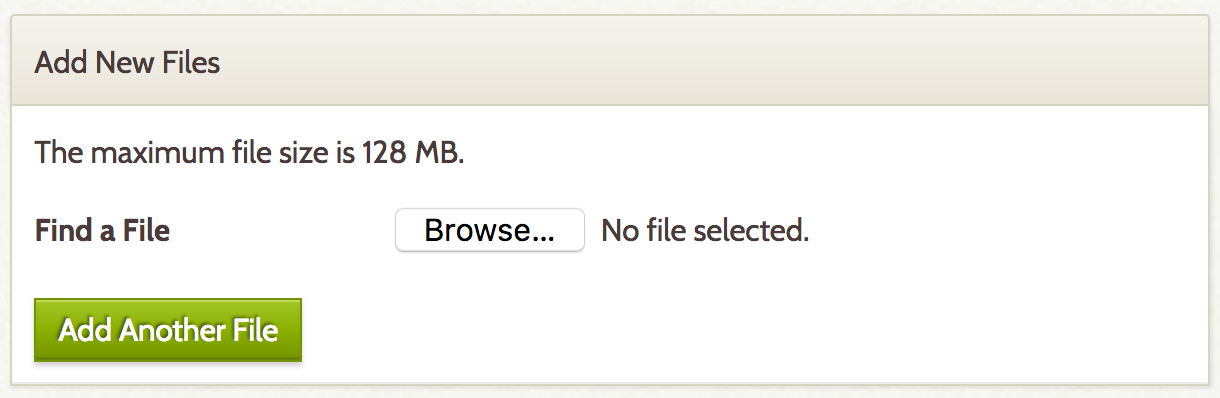 Add New Files
The maximum file size is 128 MB.
Find a File Browse... No file selected.
Add Another File